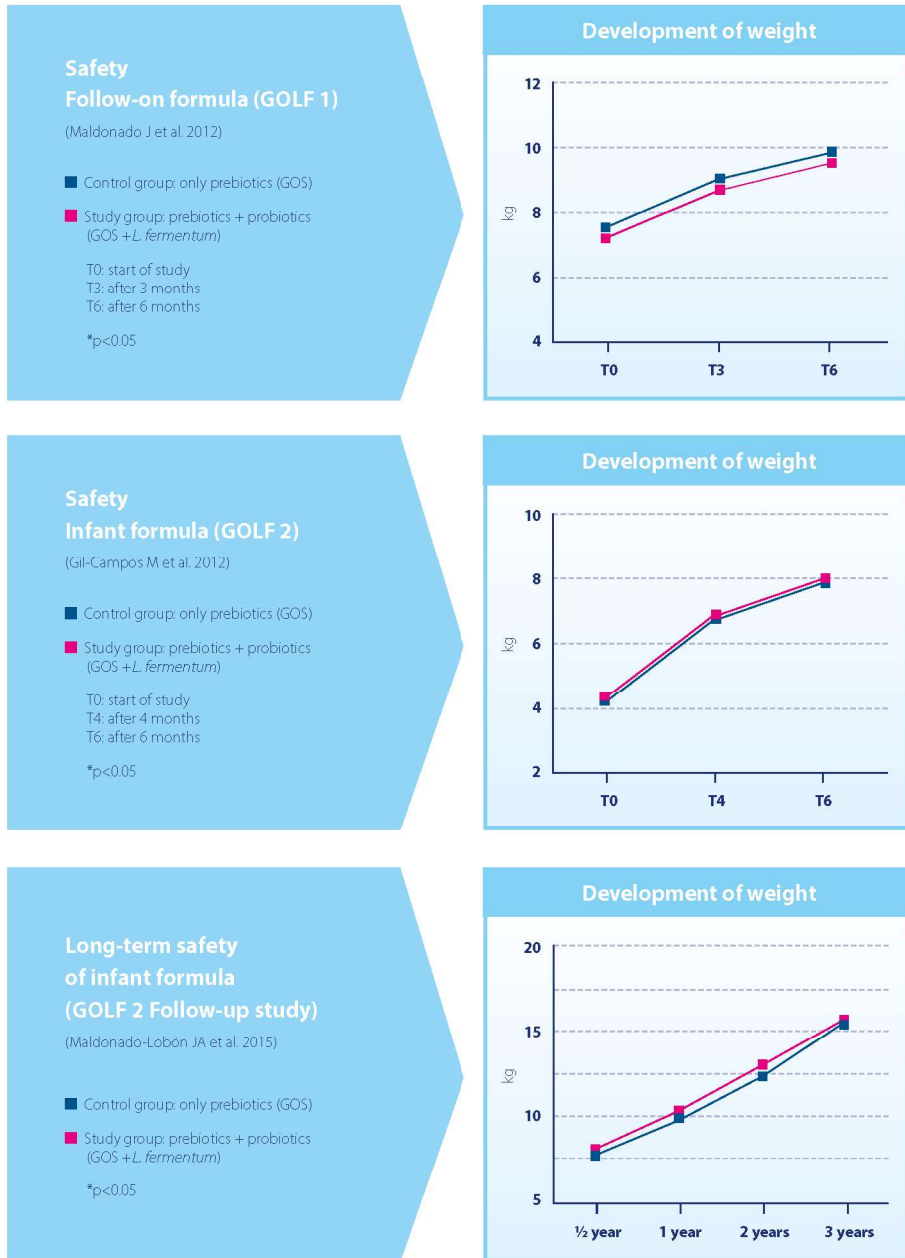 Safety
Follow-on formula (GOLF 1)
(Maldonado J et al. 2012)
Control group: only prebiotics (GOS)
Study group: prebiotics + probiotics
(GOS +L. fermentum)
T0: start of study
T3: after 3 months
T6: after 6 months
*p<0.05
Development of weight
12
10
8
6
4
kg
T0 T3 T6
Safety
Infant formula (GOLF 2)
(Gil-Campos M et al. 2012)
Control group: only prebiotics (GOS)
Study group: prebiotics + probiotics
(GOS +L. fermentum)
T0: start of study
T4: after 4 months
T6: after 6 months
*p<0.05
Development of weight
10
8
6
4
2
kg
T0 T4 T6
Long-term safety
of infant formula
(GOLF 2 Follow-up study)
(Maldonado-Lobón JA et al. 2015)
Control group: only prebiotics (GOS)
Study group: prebiotics + probiotics
(GOS +L. fermentum)
*p<0.05
Development of weight
20
15
10
5
kg
½ year 1 year 2 years 3 years